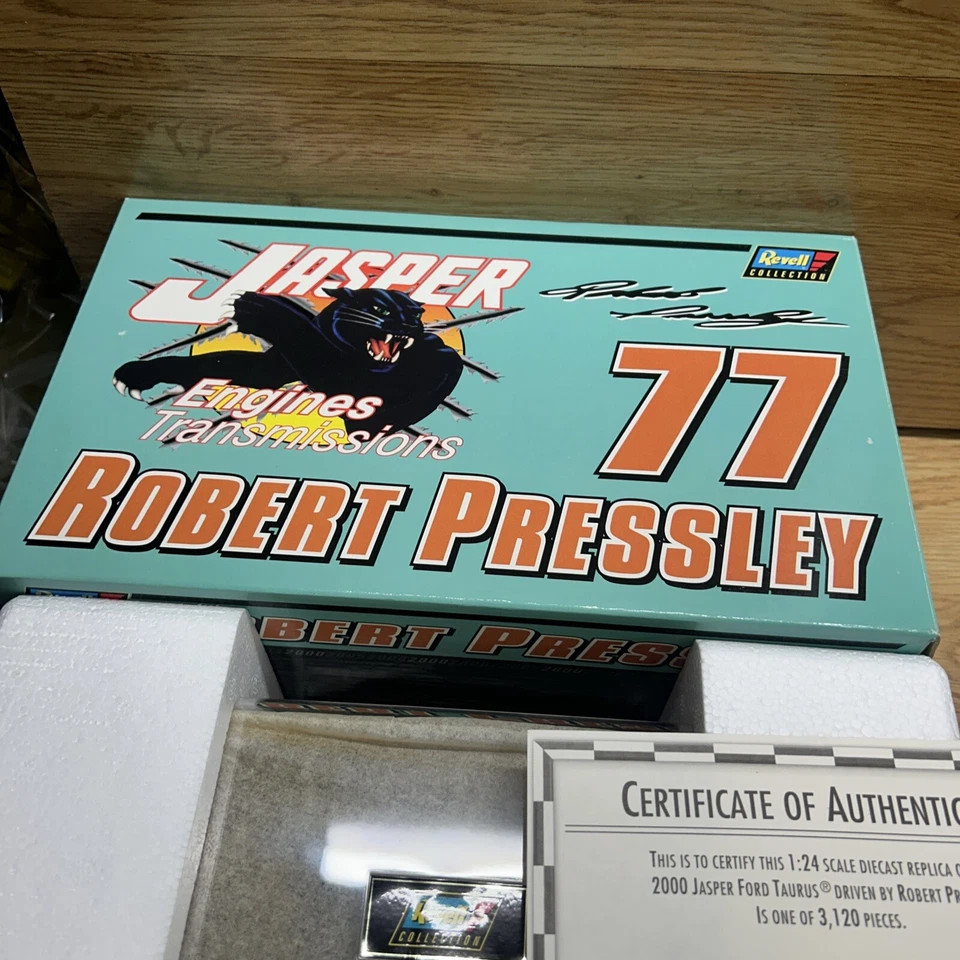 JASPER
Engines
Transmissions
Revell
COLLECTION
77
ROBERT PRESSLEY
BERT PRESS
2000
Revell
COLLECTION
CERTIFICATE OF AUTHENTIC
THIS IS TO CERTIFY THIS 1:24 SCALE DIECAST REPLICA O
2000 JASPER FORD TAURUS® DRIVEN BY ROBERT PR
IS ONE OF 3,120 PIECES.